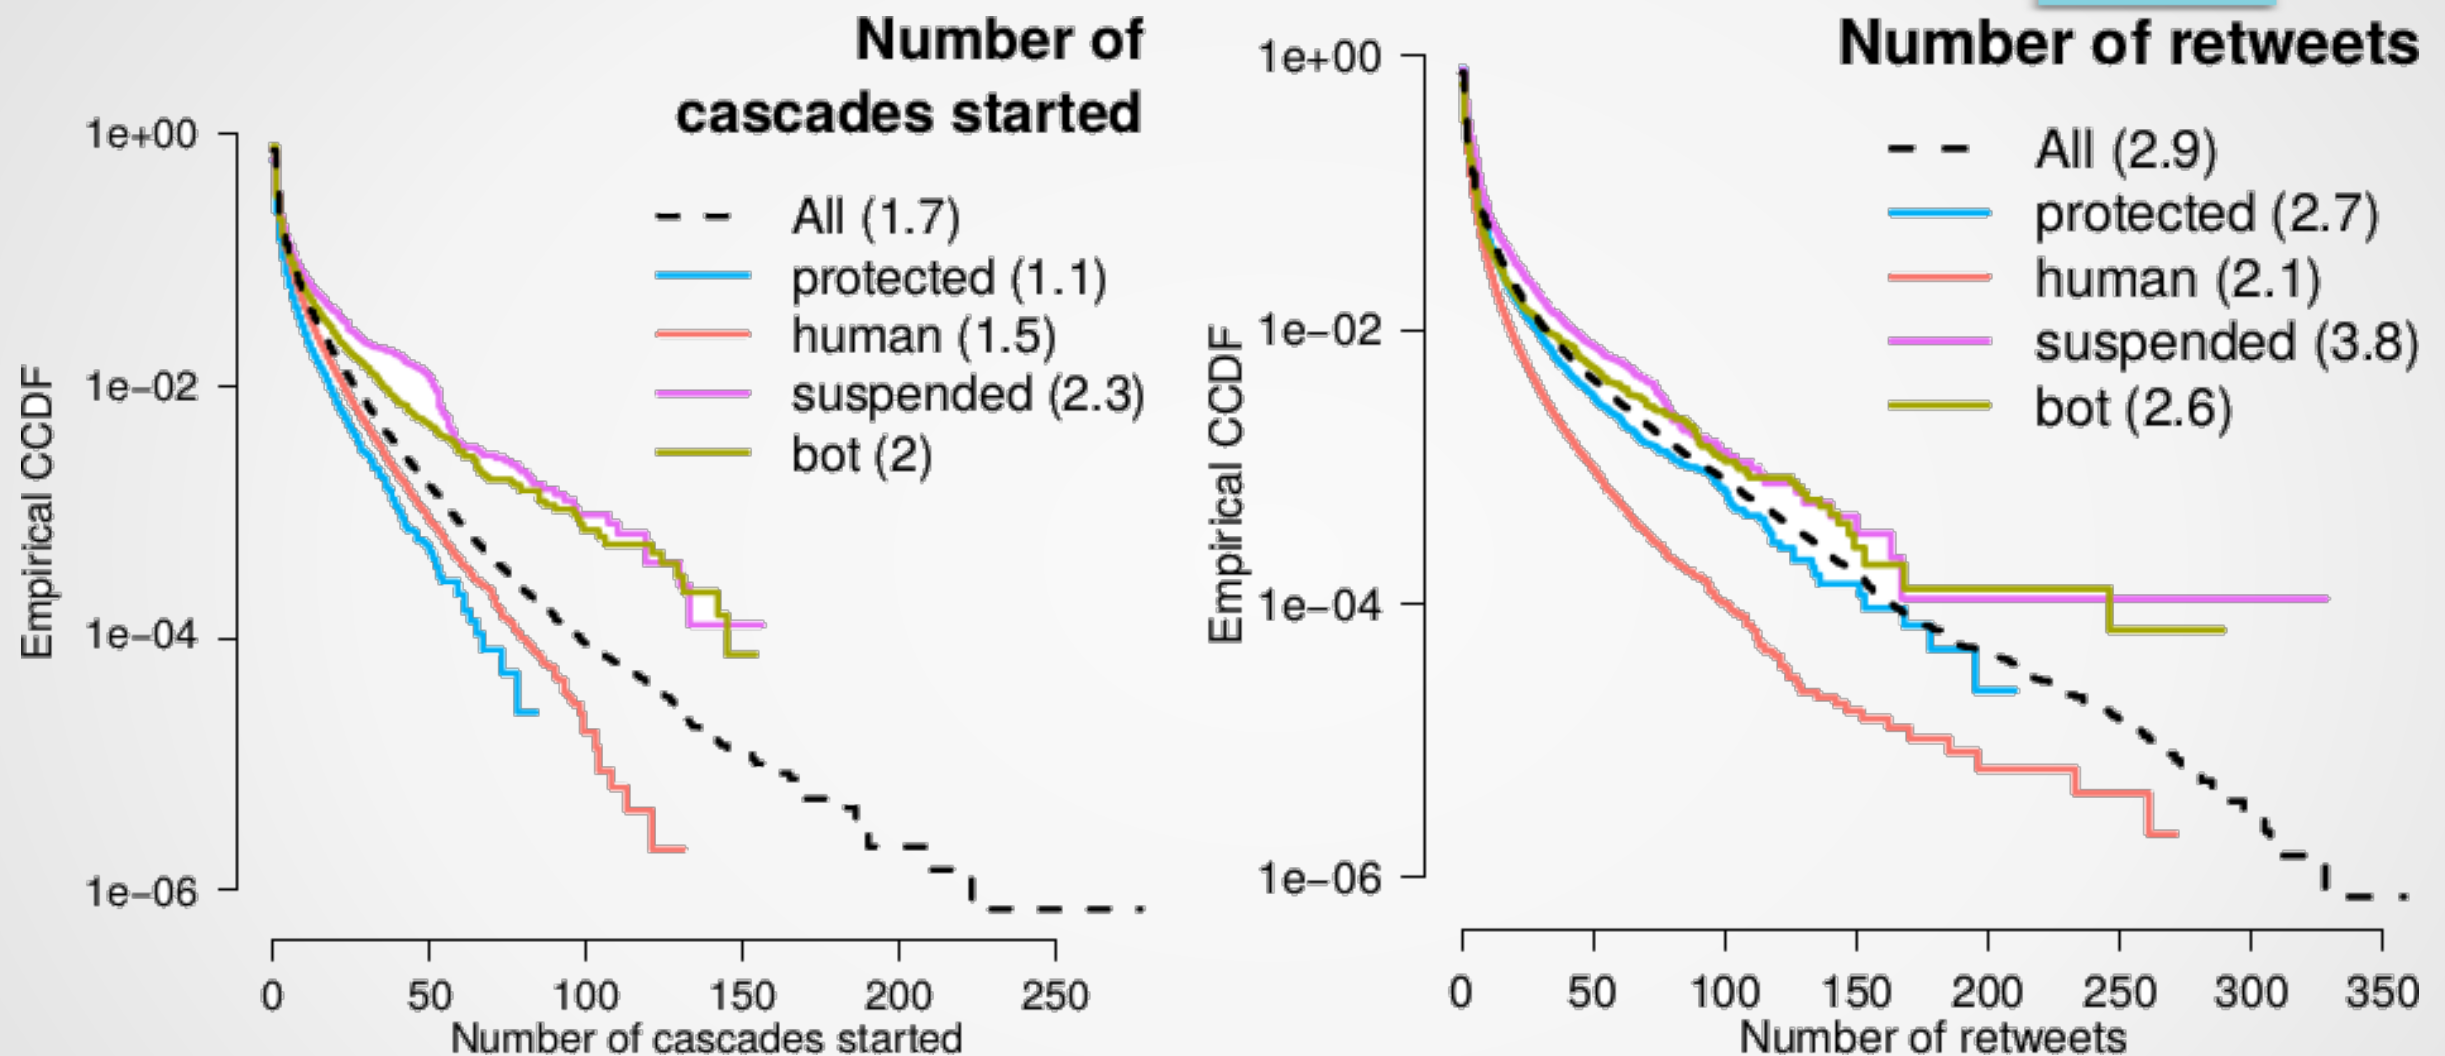 Number of
cascades started
1e+00
1e−02
1e−04
1e−06
Empirical CCDF
All (1.7)
protected (1.1)
human (1.5)
suspended (2.3)
bot (2)
0 50 100 150 200 250
Number of cascades started
Number of retweets
1e+00
1e−02
1e−04
1e−06
Empirical CCDF
All (2.9)
protected (2.7)
human (2.1)
suspended (3.8)
bot (2.6)
0 50 100 150 200 250 300 350
Number of retweets